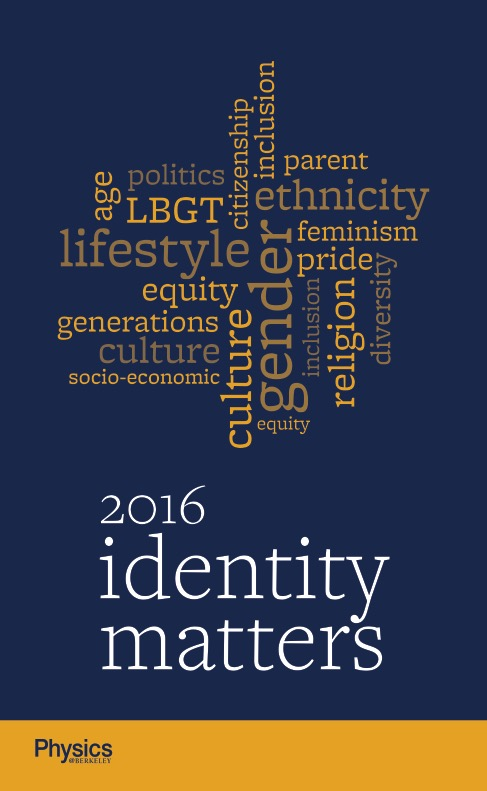 inclusion
citizenship
parent
politics
age
ethnicity
LBGT
feminism
lifestyle
gender
pride
diversity
equity
inclusion
religion
generations
culture
culture
socio-economic
equity
2016
identity
matters
Physics
@BERKELEY